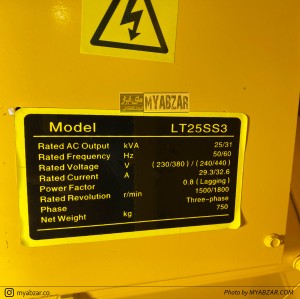 مای ابزار
MYABZAR
Model LT25SS3
Rated AC Output kVA 25/31
Rated Frequency Hz 50/60
Rated Voltage V (230/380) / (240/440)
Rated Current A 29.3/32.6
Power Factor 0.8 (Lagging)
Rated Revolution r/min 1500/1800
Phase Three-phase
Net Weight kg 750
myabzar.co
Photo by MYABZAR.COM